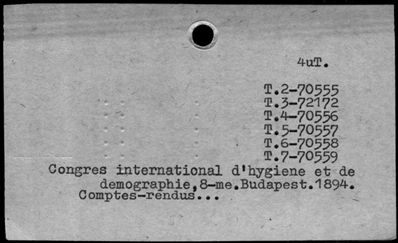 4uT.
T.2-70555
T.3-72172
T.4-70556
T.5-70557
T.6-70558
T.7-70559
Congres international d'hygiene et de
demographie,8-me.Budapest.1894.
Comptes-rendus...